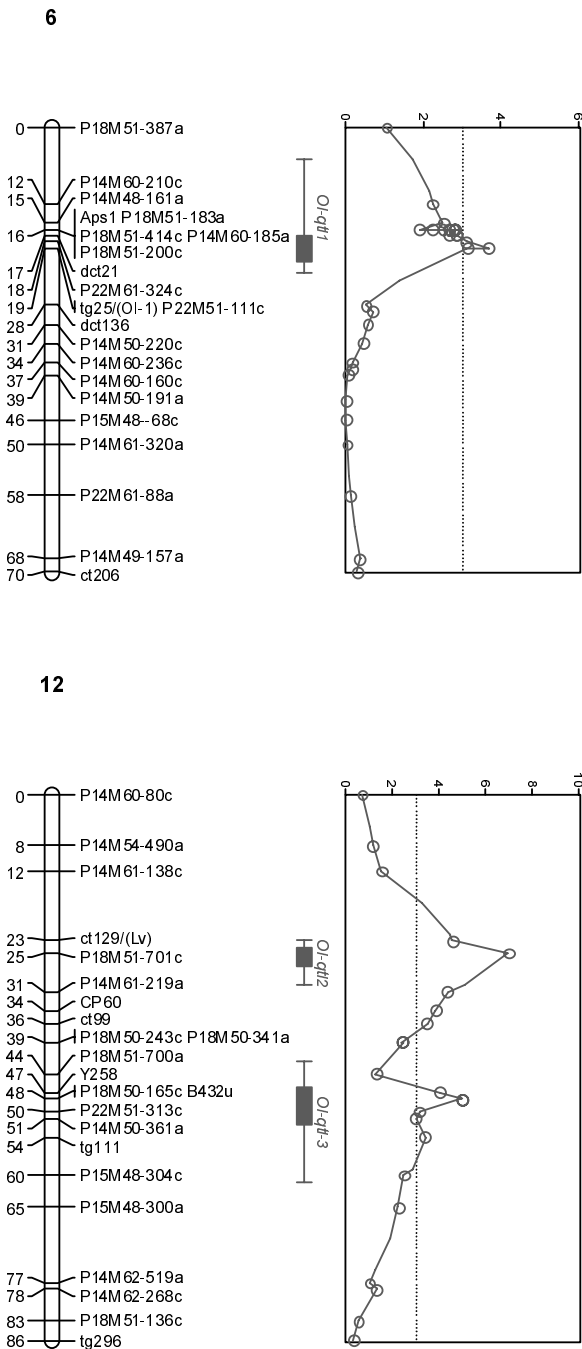 6
0 2 4 6
0 P18M51-387a
12 P14M60-210c
15 P14M48-161a
Aps1 P18M51-183a
16 P18M51-414c P14M60-185a
P18M51-200c
17 dct21
18 P22M61-324c
19 tg25/(Ol-1) P22M51-111c
28 dct136
31 P14M50-220c
34 P14M60-236c
37 P14M60-160c
39 P14M50-191a
46 P15M48--68c
50 P14M61-320a
58 P22M61-88a
68 P14M49-157a
70 ct206
Ol-qtl1
12
0 2 4 6 8 10
0 P14M60-80c
8 P14M54-490a
12 P14M61-138c
23 ct129/(Lv)
25 P18M51-701c
31 P14M61-219a
34 CP60
36 ct99
39 P18M50-243c P18M50-341a
44 P18M51-700a
47 Y258
48 P18M50-165c B432u
50 P22M51-313c
51 P14M50-361a
54 tg111
60 P15M48-304c
65 P15M48-300a
77 P14M62-519a
78 P14M62-268c
83 P18M51-136c
86 tg296
Ol-qtl2
Ol-qtl-3